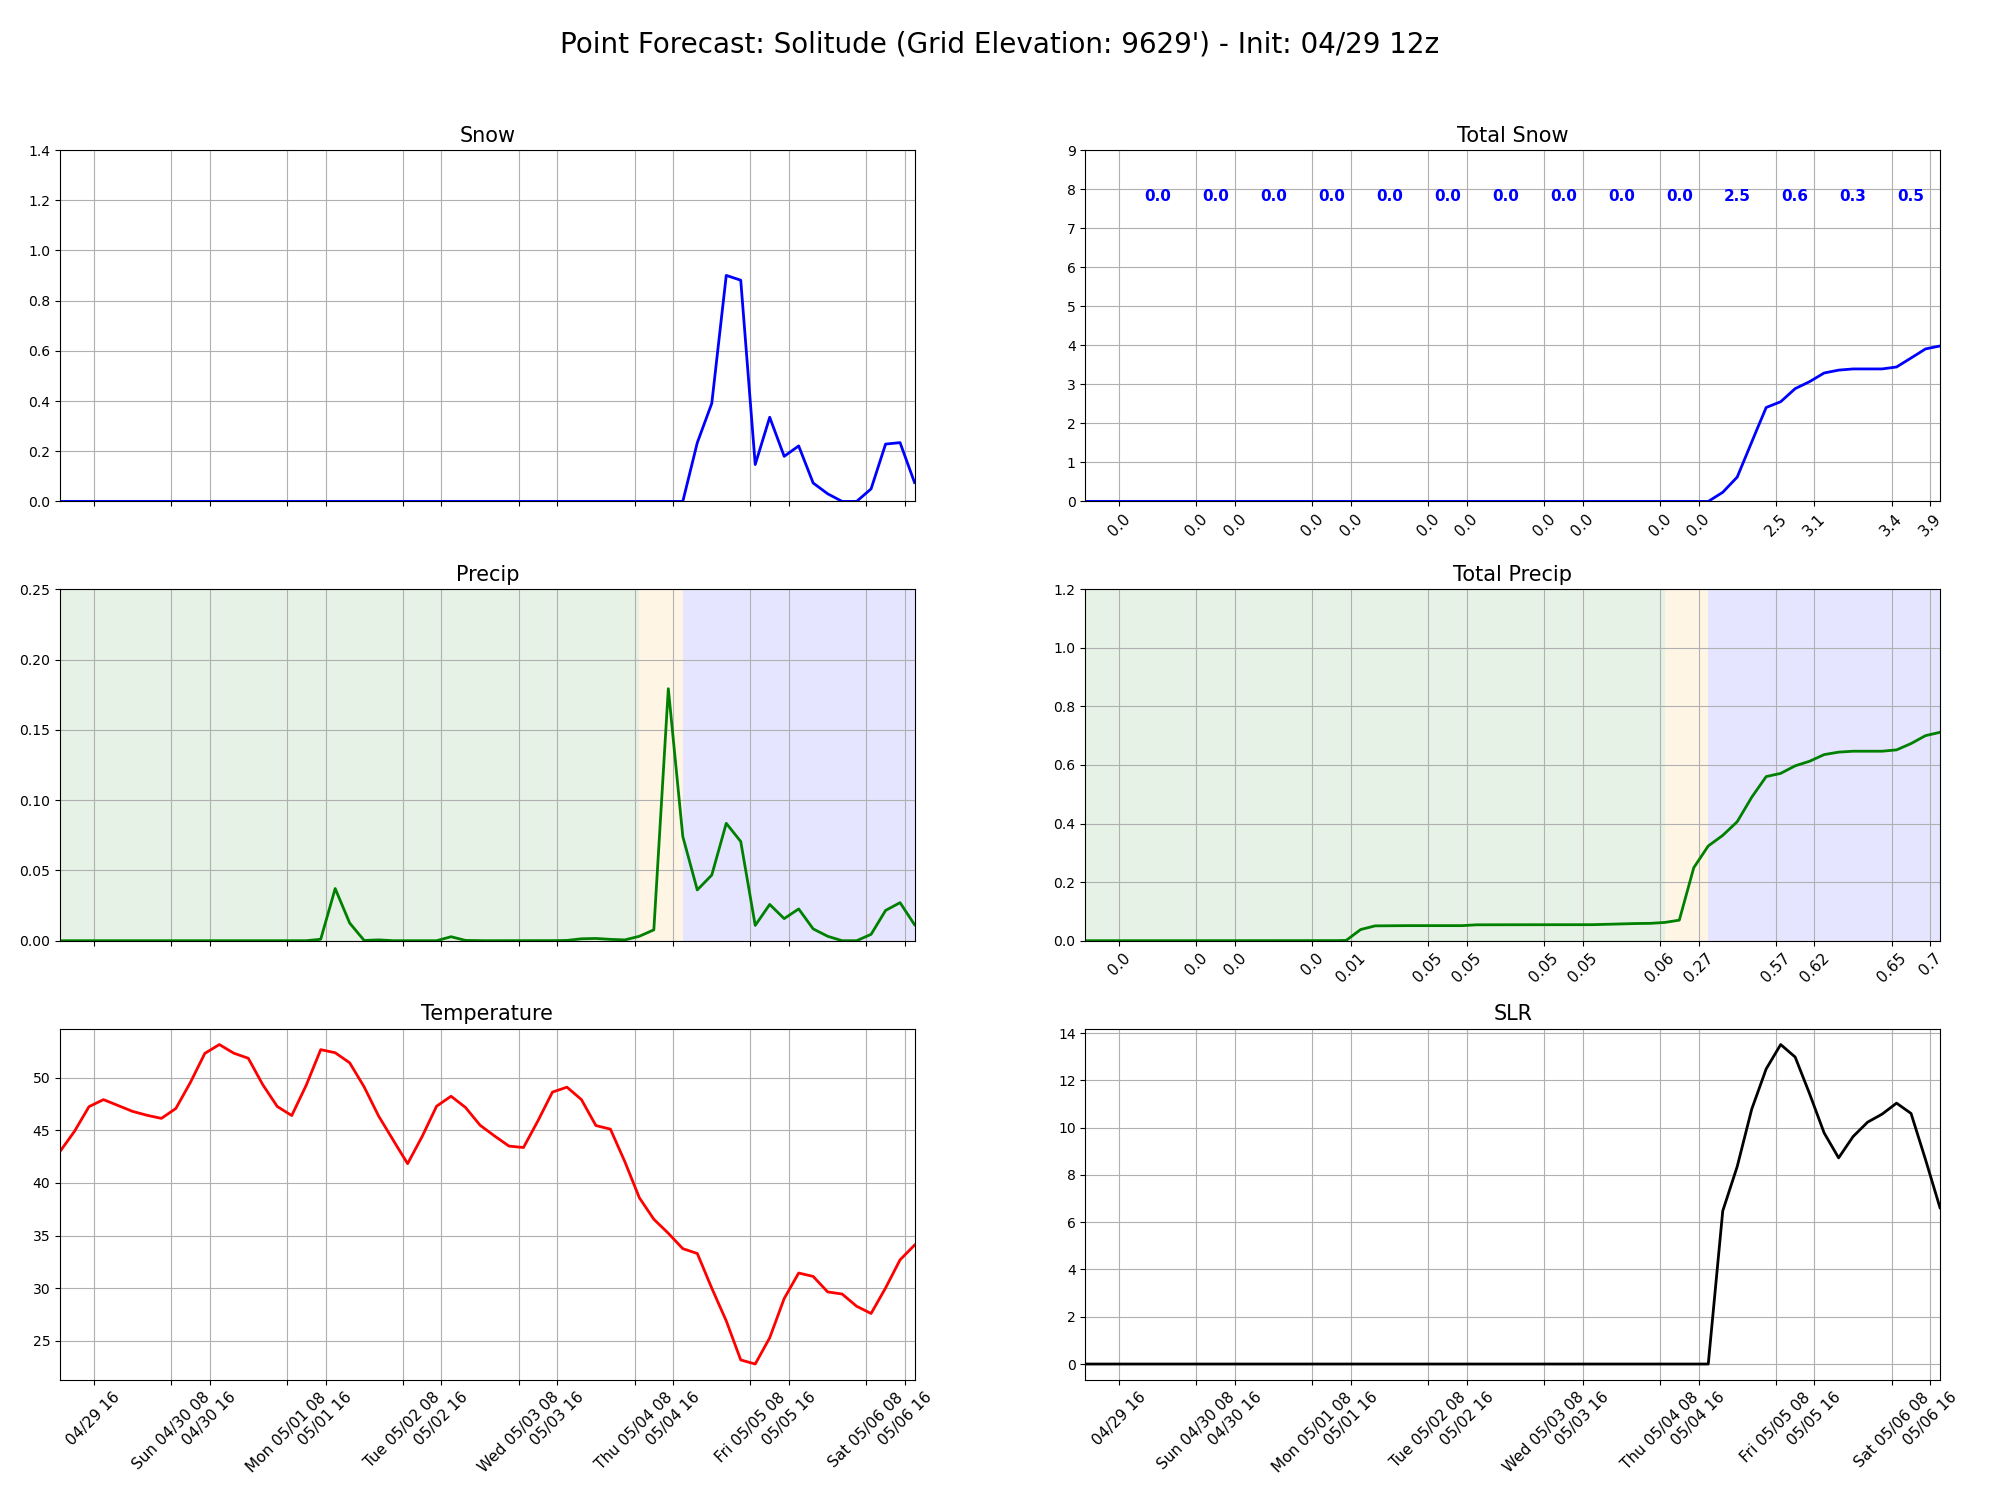 Point Forecast: Solitude (Grid Elevation: 9629') - Init: 04/29 12z
Snow
1.4
1.2
1.0
0.8
0.6
0.4
0.2
0.0
Total Snow
9
8
7
6
5
4
3
2
1
0
0.0 0.0 0.0 0.0 0.0 0.0 0.0 0.0 0.0 0.0 2.5 0.6 0.3 0.5
0.0 0.0 0.0 0.0 0.0 0.0 0.0 0.0 0.0 0.0 0.0 2.5 3.1 3.4 3.9
Precip
0.25
0.20
0.15
0.10
0.05
0.00
Total Precip
1.2
1.0
0.8
0.6
0.4
0.2
0.0
0.0 0.0 0.0 0.0 0.01 0.05 0.05 0.05 0.05 0.06 0.27 0.57 0.62 0.65 0.7
Temperature
50
45
40
35
30
25
04/29 16
Sun 04/30 08
04/30 16
Mon 05/01 08
05/01 16
Tue 05/02 08
05/02 16
Wed 05/03 08
05/03 16
Thu 05/04 08
05/04 16
Fri 05/05 08
05/05 16
Sat 05/06 08
05/06 16
SLR
14
12
10
8
6
4
2
0
04/29 16
Sun 04/30 08
04/30 16
Mon 05/01 08
05/01 16
Tue 05/02 08
05/02 16
Wed 05/03 08
05/03 16
Thu 05/04 08
05/04 16
Fri 05/05 08
05/05 16
Sat 05/06 08
05/06 16